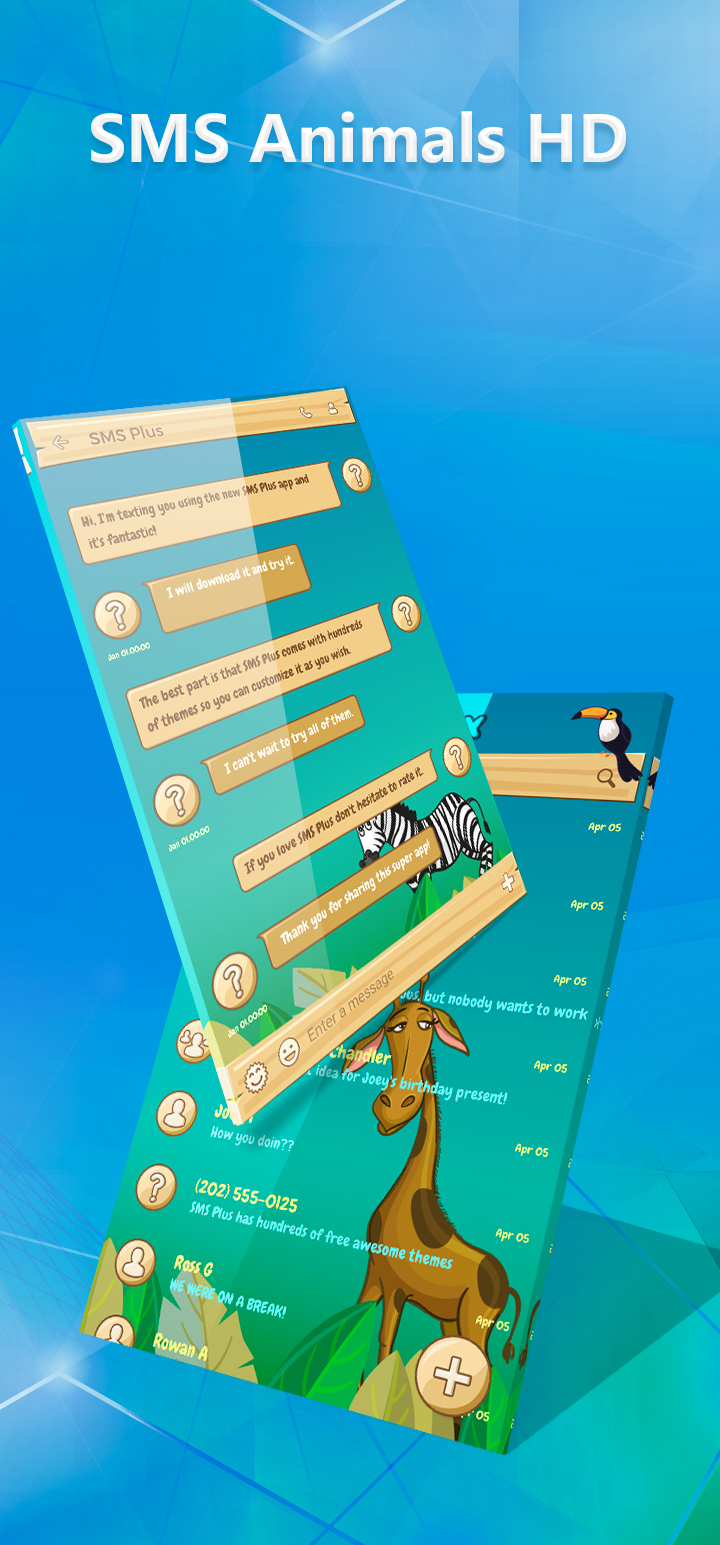 SMS Animals HD
SMS Plus
Hi, I'm texting you using the new SMS Plus app and
it's fantastic!
I will download it and try it.
Jan 01,00:00
The best part is that SMS Plus comes with hundreds
of themes so you can customize it as you wish.
I can't wait to try all of them.
Jan 01,00:00
If you love SMS Plus don't hesitate to rate it.
Thank you for sharing this super app!
Jan 01,00:00
Enter a message
Apr 05
Apr 05
Apr 05
but nobody wants to work
Apr 05
Chandler
idea for Joey's birthday present!
Apr 05
How you doin??
(202) 555-0125
Apr 05
SMS Plus has hundreds of free awesome themes
Ross G
Apr 05
WE WERE ON A BREAK!
Rowan A
05